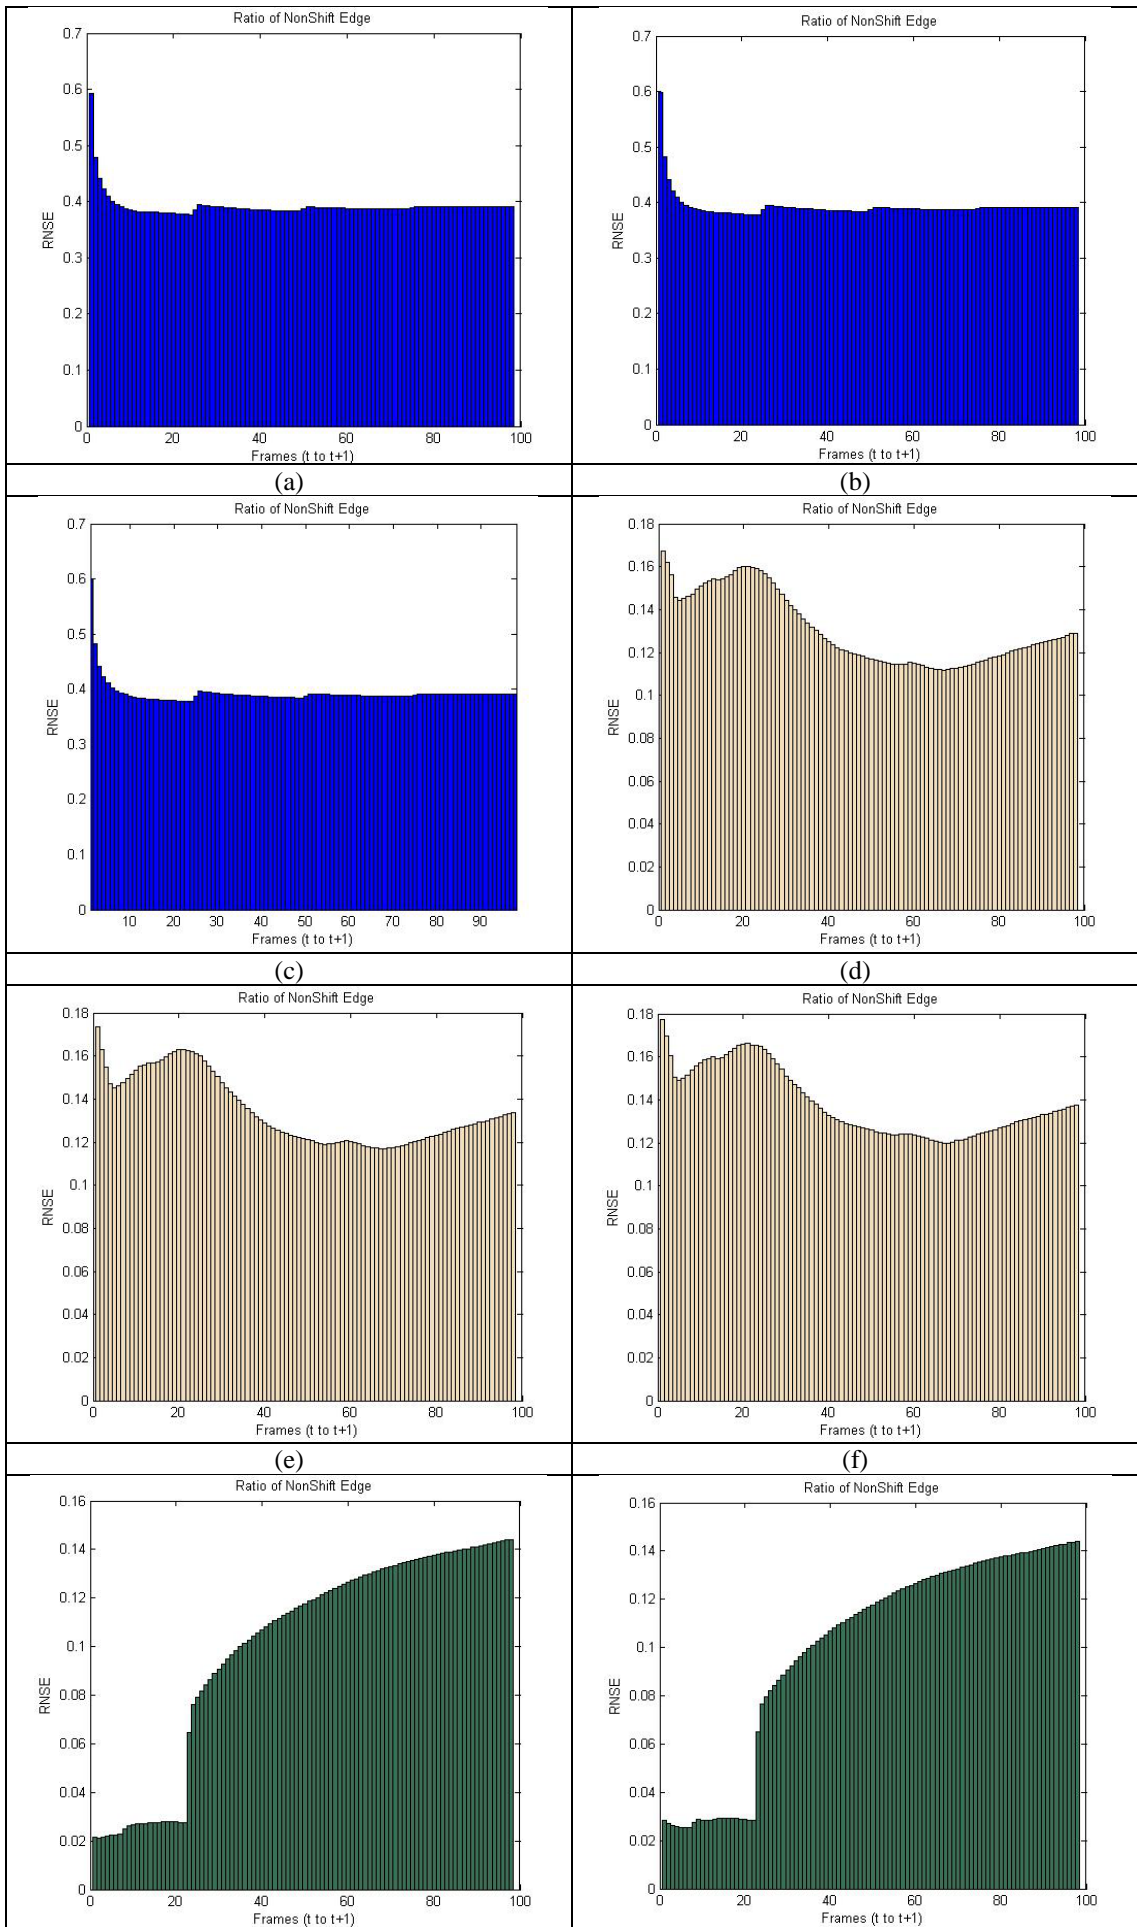 Ratio of NonShift Edge
0.7
0.6
0.5
0.4
0.3
0.2
0.1
0
RNSE
0 20 40 60 80 100
Frames (t to t+1)
(a)
Ratio of NonShift Edge
0.7
0.6
0.5
0.4
0.3
0.2
0.1
0
RNSE
0 20 40 60 80 100
Frames (t to t+1)
(b)
Ratio of NonShift Edge
0.7
0.6
0.5
0.4
0.3
0.2
0.1
0
RNSE
10 20 30 40 50 60 70 80 90
Frames (t to t+1)
(c)
Ratio of NonShift Edge
0.18
0.16
0.14
0.12
0.1
0.08
0.06
0.04
0.02
0
RNSE
0 20 40 60 80 100
Frames (t to t+1)
(d)
Ratio of NonShift Edge
0.18
0.16
0.14
0.12
0.1
0.08
0.06
0.04
0.02
0
RNSE
0 20 40 60 80 100
Frames (t to t+1)
(e)
Ratio of NonShift Edge
0.18
0.16
0.14
0.12
0.1
0.08
0.06
0.04
0.02
0
RNSE
0 20 40 60 80 100
Frames (t to t+1)
(f)
Ratio of NonShift Edge
0.16
0.14
0.12
0.1
0.08
0.06
0.04
0.02
0
RNSE
0 20 40 60 80 100
Frames (t to t+1)
Ratio of NonShift Edge
0.16
0.14
0.12
0.1
0.08
0.06
0.04
0.02
0
RNSE
0 20 40 60 80 100
Frames (t to t+1)